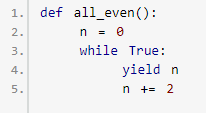 1. def all_even():
2.     n = 0
3.     while True:
4.         yield n
5.         n += 2